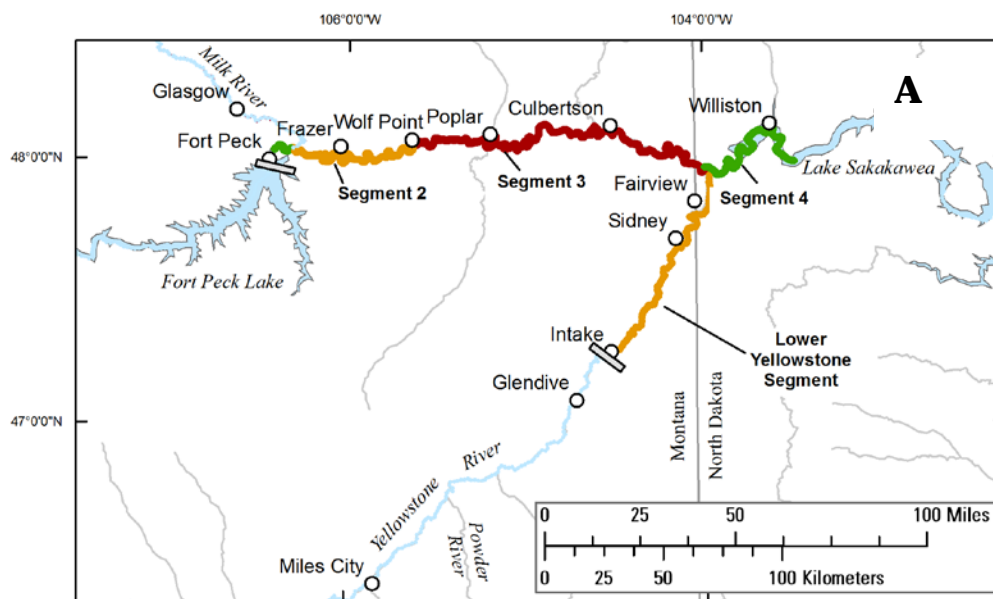 106°0'0"W
104°0'0"W
A
Milk River
Glasgow
Fort Peck
Frazer
Wolf Point
Poplar
Culbertson
Williston
48°0'0"N
Segment 2
Segment 3
Segment 4
Lake Sakakawea
Fairview
Sidney
Fort Peck Lake
Intake
Lower
Yellowstone
Segment
Glendive
47°0'0"N
Montana
North Dakota
Yellowstone River
Powder
River
Miles City
0 25 50 100 Miles
0 25 50 100 Kilometers